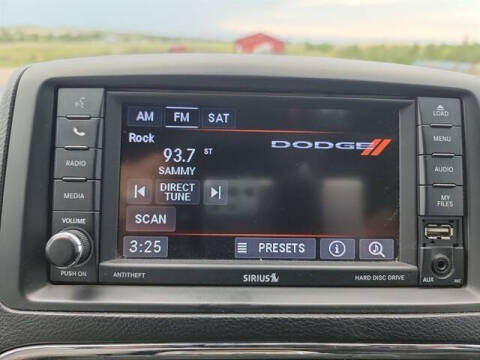 AM FM SAT
Rock
93.7 ST
SAMMY
DODGE
DIRECT TUNE
SCAN
3:25
PRESETS
RADIO
MEDIA
VOLUME
PUSH ON
ANTITHEFT
SIRIUS
HARD DISC DRIVE
LOAD
MENU
AUDIO
MY FILES
AUX